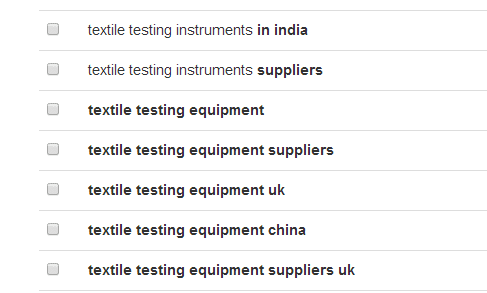 textile testing instruments in india
textile testing instruments suppliers
textile testing equipment
textile testing equipment suppliers
textile testing equipment uk
textile testing equipment china
textile testing equipment suppliers uk